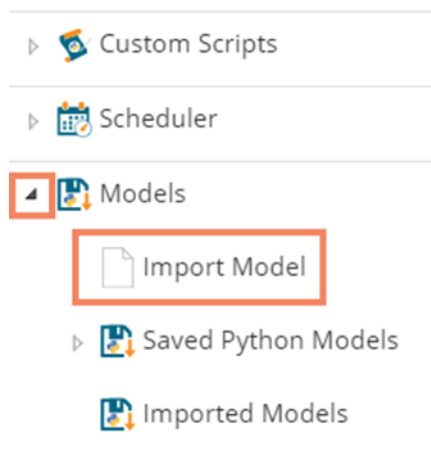 Custom Scripts
Scheduler
Models
Import Model
Saved Python Models
Imported Models